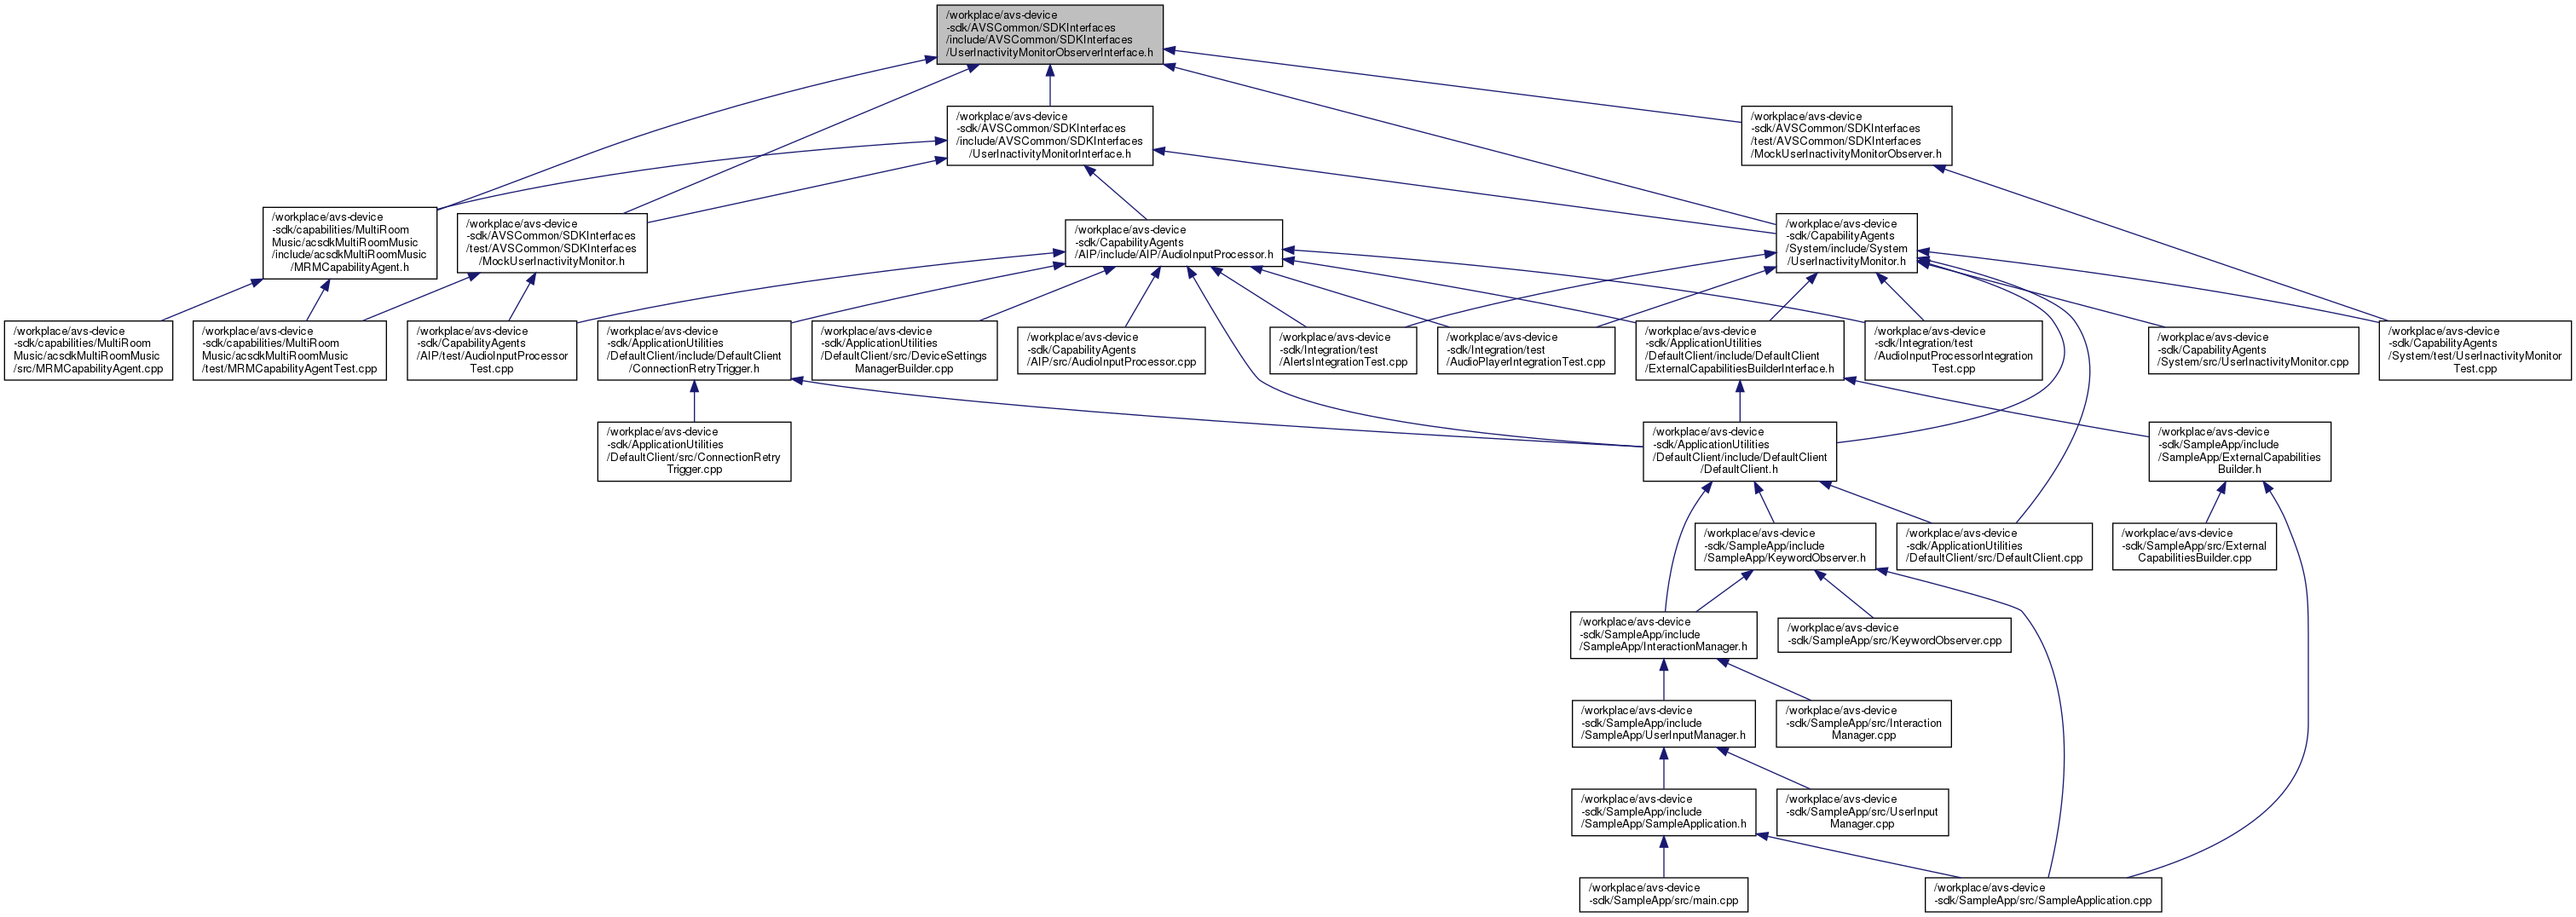 /workplace/avs-device
-sdk/AVSCommon/SDKInterfaces
/include/AVSCommon/SDKInterfaces
/UserInactivityMonitorObserverInterface.h
/workplace/avs-device
-sdk/AVSCommon/SDKInterfaces
/include/AVSCommon/SDKInterfaces
/UserInactivityMonitorInterface.h
/workplace/avs-device
-sdk/AVSCommon/SDKInterfaces
/test/AVSCommon/SDKInterfaces
/MockUserInactivityMonitorObserver.h
/workplace/avs-device
-sdk/capabilities/MultiRoom
Music/acsdkMultiRoomMusic
/include/acsdkMultiRoomMusic
/MRMCapabilityAgent.h
/workplace/avs-device
-sdk/AVSCommon/SDKInterfaces
/test/AVSCommon/SDKInterfaces
/MockUserInactivityMonitor.h
/workplace/avs-device
-sdk/CapabilityAgents
/AIP/include/AIP/AudioInputProcessor.h
/workplace/avs-device
-sdk/CapabilityAgents
/System/include/System
/UserInactivityMonitor.h
/workplace/avs-device
-sdk/capabilities/MultiRoom
Music/acsdkMultiRoomMusic
/src/MRMCapabilityAgent.cpp
/workplace/avs-device
-sdk/capabilities/MultiRoom
Music/acsdkMultiRoomMusic
/test/MRMCapabilityAgentTest.cpp
/workplace/avs-device
-sdk/CapabilityAgents
/AIP/test/AudioInputProcessor
Test.cpp
/workplace/avs-device
-sdk/ApplicationUtilities
/DefaultClient/include/DefaultClient
/ConnectionRetryTrigger.h
/workplace/avs-device
-sdk/ApplicationUtilities
/DefaultClient/src/DeviceSettings
ManagerBuilder.cpp
/workplace/avs-device
-sdk/CapabilityAgents
/AIP/src/AudioInputProcessor.cpp
/workplace/avs-device
-sdk/Integration/test
/AlertsIntegrationTest.cpp
/workplace/avs-device
-sdk/Integration/test
/AudioPlayerIntegrationTest.cpp
/workplace/avs-device
-sdk/ApplicationUtilities
/DefaultClient/include/DefaultClient
/ExternalCapabilitiesBuilderInterface.h
/workplace/avs-device
-sdk/Integration/test
/AudioInputProcessorIntegration
Test.cpp
/workplace/avs-device
-sdk/CapabilityAgents
/System/src/UserInactivityMonitor.cpp
/workplace/avs-device
-sdk/CapabilityAgents
/System/test/UserInactivityMonitor
Test.cpp
/workplace/avs-device
-sdk/ApplicationUtilities
/DefaultClient/src/ConnectionRetry
Trigger.cpp
/workplace/avs-device
-sdk/ApplicationUtilities
/DefaultClient/include/DefaultClient
/DefaultClient.h
/workplace/avs-device
-sdk/SampleApp/include
/SampleApp/ExternalCapabilities
Builder.h
/workplace/avs-device
-sdk/SampleApp/include
/SampleApp/KeywordObserver.h
/workplace/avs-device
-sdk/ApplicationUtilities
/DefaultClient/src/DefaultClient.cpp
/workplace/avs-device
-sdk/SampleApp/src/External
CapabilitiesBuilder.cpp
/workplace/avs-device
-sdk/SampleApp/include
/SampleApp/InteractionManager.h
/workplace/avs-device
-sdk/SampleApp/src/KeywordObserver.cpp
/workplace/avs-device
-sdk/SampleApp/include
/SampleApp/UserInputManager.h
/workplace/avs-device
-sdk/SampleApp/src/Interaction
Manager.cpp
/workplace/avs-device
-sdk/SampleApp/include
/SampleApp/SampleApplication.h
/workplace/avs-device
-sdk/SampleApp/src/UserInput
Manager.cpp
/workplace/avs-device
-sdk/SampleApp/src/main.cpp
/workplace/avs-device
-sdk/SampleApp/src/SampleApplication.cpp